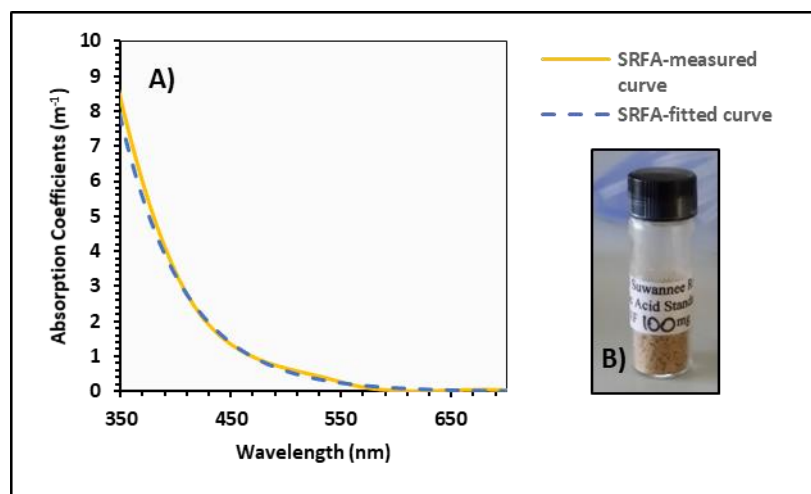 A)
10
9
8
7
6
5
4
3
2
1
0
350
450
550
650
Absorption Coefficients (m⁻¹)
Wavelength (nm)
SRFA-measured
curve
SRFA-fitted curve
Suwannee R
Acid Stand
100mg
B)